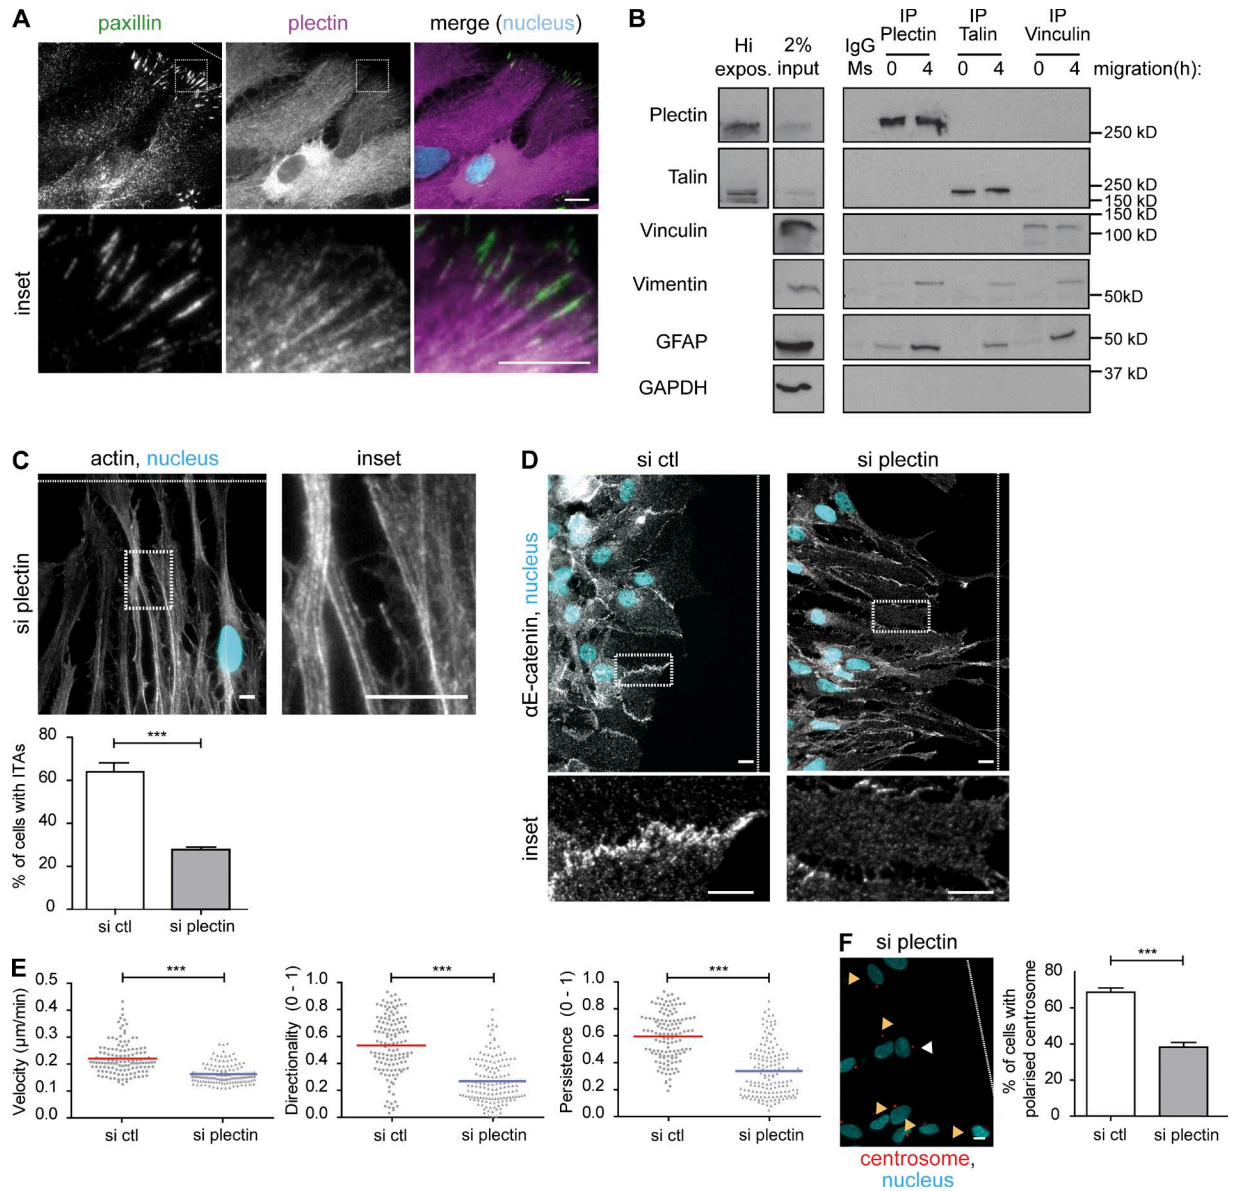 A
paxillin
plectin
merge (nucleus)
inset
B
Hi expos.
2% input
IgG Ms
IP Plectin
IP Talin
IP Vinculin
0 4 0 4 0 4 migration(h):
Plectin
250 kD
Talin
250 kD
150 kD
Vinculin
150 kD
100 kD
Vimentin
50kD
GFAP
50 kD
GAPDH
37 kD
C
actin, nucleus
inset
si plectin
80
60
40
20
0
% of cells with ITAs
***
si ctl
si plectin
D
si ctl
si plectin
αE-catenin, nucleus
inset
E
Velocity (μm/min)
0.5
0.4
0.3
0.2
0.1
0.0
***
si ctl
si plectin
Directionality (0 - 1)
1.0
0.8
0.6
0.4
0.2
0.0
***
si ctl
si plectin
Persistence (0 - 1)
1.0
0.8
0.6
0.4
0.2
0.0
***
si ctl
si plectin
F
si plectin
centrosome,
nucleus
% of cells with
polarised centrosome
80
60
40
20
0
***
si ctl
si plectin